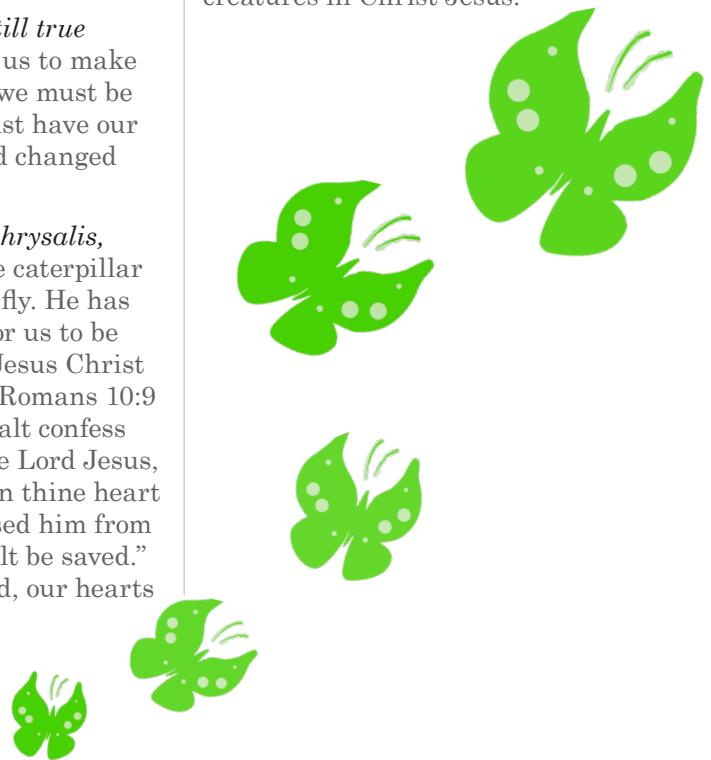 till true
us to make
we must be
st have our
d changed
hrysalis,
e caterpillar
fly. He has
or us to be
Jesus Christ
Romans 10:9
alt confess
e Lord Jesus,
n thine heart
sed him from
lt be saved.”
d, our hearts
creatures in Christ Jesus.